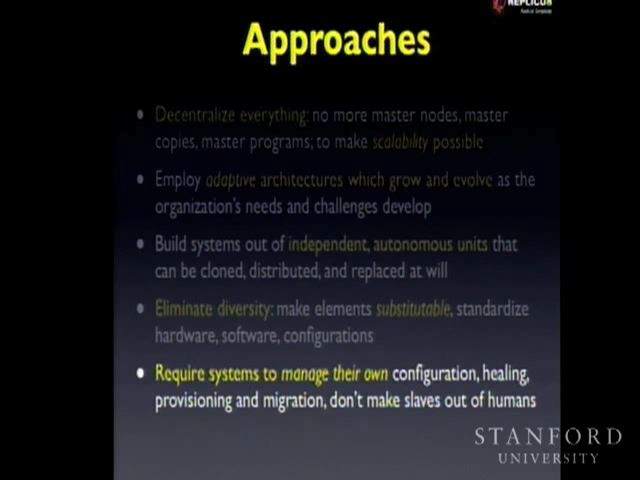 REPLICUS
Approaches
• Decentralize everything: no more master nodes, master
copies, master programs; to make scalability possible
• Employ adaptive architectures which grow and evolve as the
organization's needs and challenges develop
• Build systems out of independent, autonomous units that
can be cloned, distributed, and replaced at will
• Eliminate diversity: make elements substitutable, standardize
hardware, software, configurations
• Require systems to manage their own configuration, healing,
provisioning and migration, don't make slaves out of humans
STANFORD
UNIVERSITY